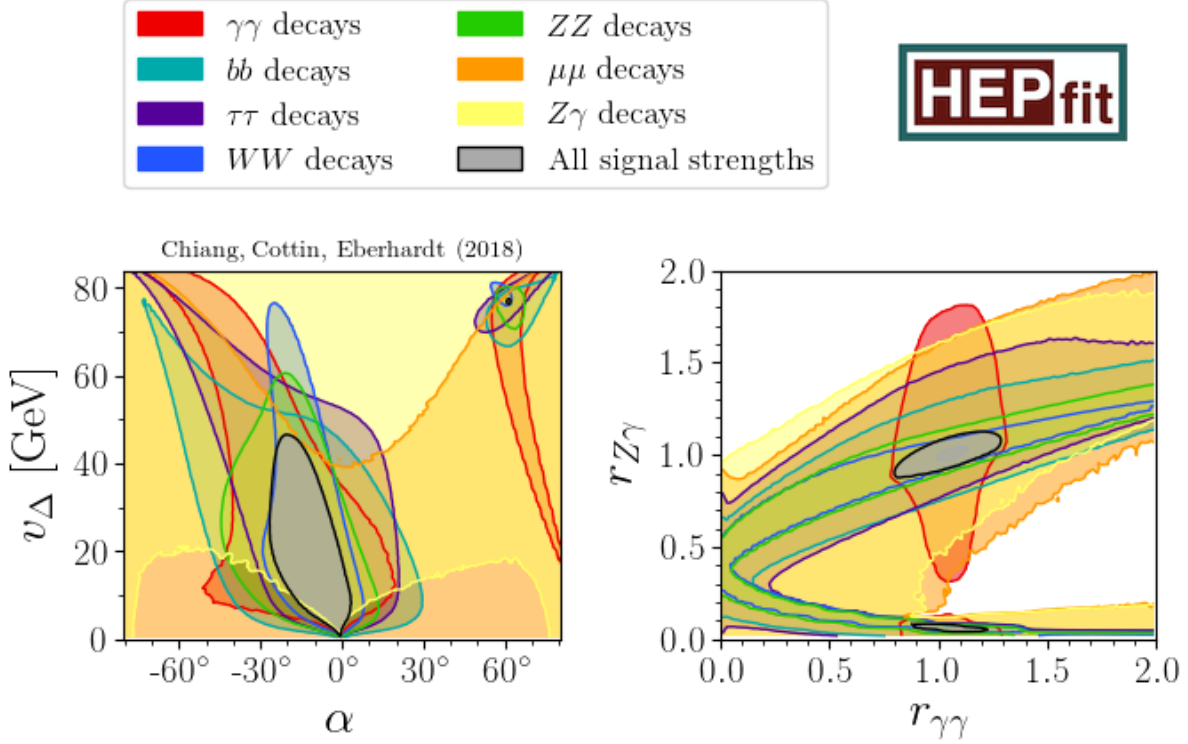 γγ decays
bb decays
ττ decays
WW decays
ZZ decays
μμ decays
Zγ decays
All signal strengths
HEPfit
Chiang, Cottin, Eberhardt (2018)
80
60
40
20
0
v_Δ [GeV]
-60° -30° 0° 30° 60°
α
2.0
1.5
1.0
0.5
0.0
r_Zγ
0.0 0.5 1.0 1.5 2.0
r_γγ